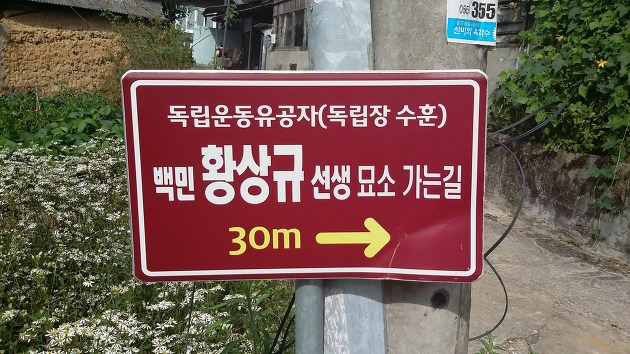 355
독립운동유공자(독립장 수훈)
백민 황상규 선생 묘소 가는길
30m